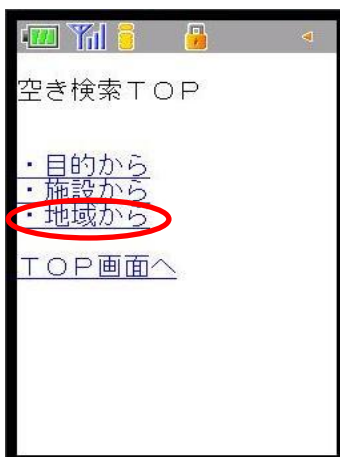 空き検索ＴＯＰ
・目的から
・施設から
・地域から
ＴＯＰ画面へ